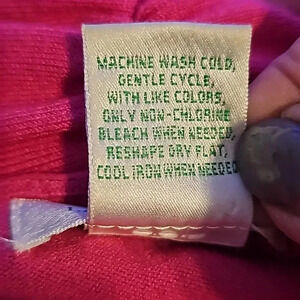 MACHINE WASH COLD,
GENTLE CYCLE,
WITH LIKE COLORS,
ONLY NON-CHLORINE
BLEACH WHEN NEEDED,
RESHAPE DRY FLAT,
COOL IRON WHEN NEEDED